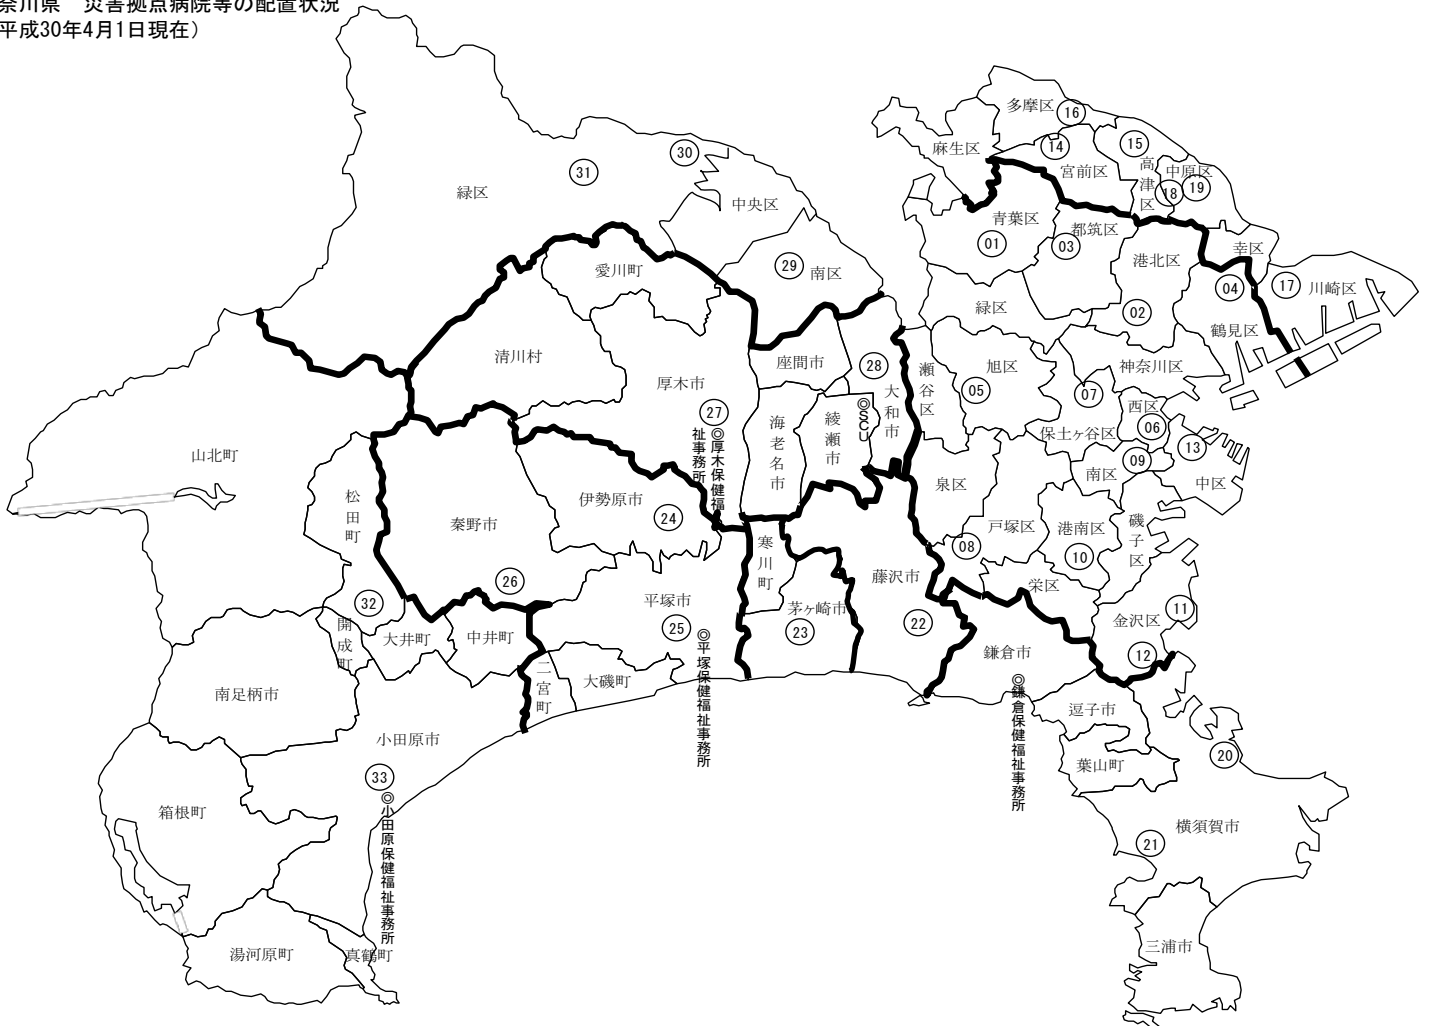 奈川県　災害拠点病院等の配置状況
平成30年4月1日現在）
多摩区
16
麻生区
14
15
宮前区
高津区
中原区
18
19
30
31
緑区
中央区
29
南区
青葉区
01
都筑区
03
港北区
02
幸区
04
17
川崎区
鶴見区
緑区
愛川町
清川村
厚木市
27
◎厚木保健福祉事務所
座間市
28
大和市
◎SCU
海老名市
綾瀬市
瀬谷区
旭区
05
神奈川区
07
西区
06
保土ヶ谷区
09
13
南区
中区
泉区
戸塚区
08
港南区
10
磯子区
栄区
金沢区
11
12
山北町
松田町
秦野市
26
伊勢原市
24
寒川町
藤沢市
22
茅ヶ崎市
23
平塚市
25
◎平塚保健福祉事務所
32
開成町
大井町
中井町
二宮町
大磯町
鎌倉市
◎鎌倉保健福祉事務所
逗子市
葉山町
20
横須賀市
21
三浦市
南足柄市
小田原市
33
◎小田原保健福祉事務所
箱根町
湯河原町
真鶴町